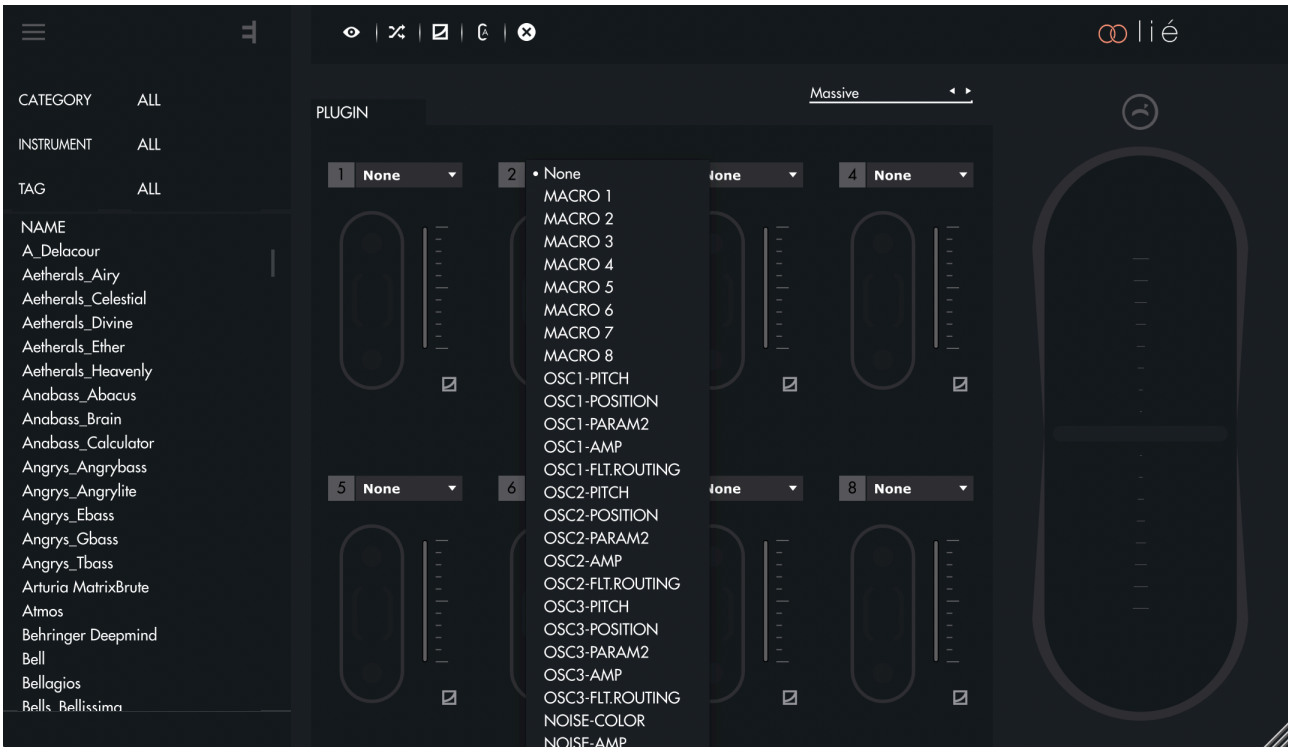 lié
CATEGORY ALL
INSTRUMENT ALL
TAG ALL
NAME
A_Delacour
Aetherals_Airy
Aetherals_Celestial
Aetherals_Divine
Aetherals_Ether
Aetherals_Heavenly
Anabass_Abacus
Anabass_Brain
Anabass_Calculator
Angrys_Angrybass
Angrys_Angrylite
Angrys_Ebass
Angrys_Gbass
Angrys_Tbass
Arturia MatrixBrute
Atmos
Behringer Deepmind
Bell
Bellagios
Bells_Bellissima
Massive
PLUGIN
1 None
2
None
4 None
5 None
6
None
8 None
• None
MACRO 1
MACRO 2
MACRO 3
MACRO 4
MACRO 5
MACRO 6
MACRO 7
MACRO 8
OSC1-PITCH
OSC1-POSITION
OSC1-PARAM2
OSC1-AMP
OSC1-FLT.ROUTING
OSC2-PITCH
OSC2-POSITION
OSC2-PARAM2
OSC2-AMP
OSC2-FLT.ROUTING
OSC3-PITCH
OSC3-POSITION
OSC3-PARAM2
OSC3-AMP
OSC3-FLT.ROUTING
NOISE-COLOR
NOISE-AMP